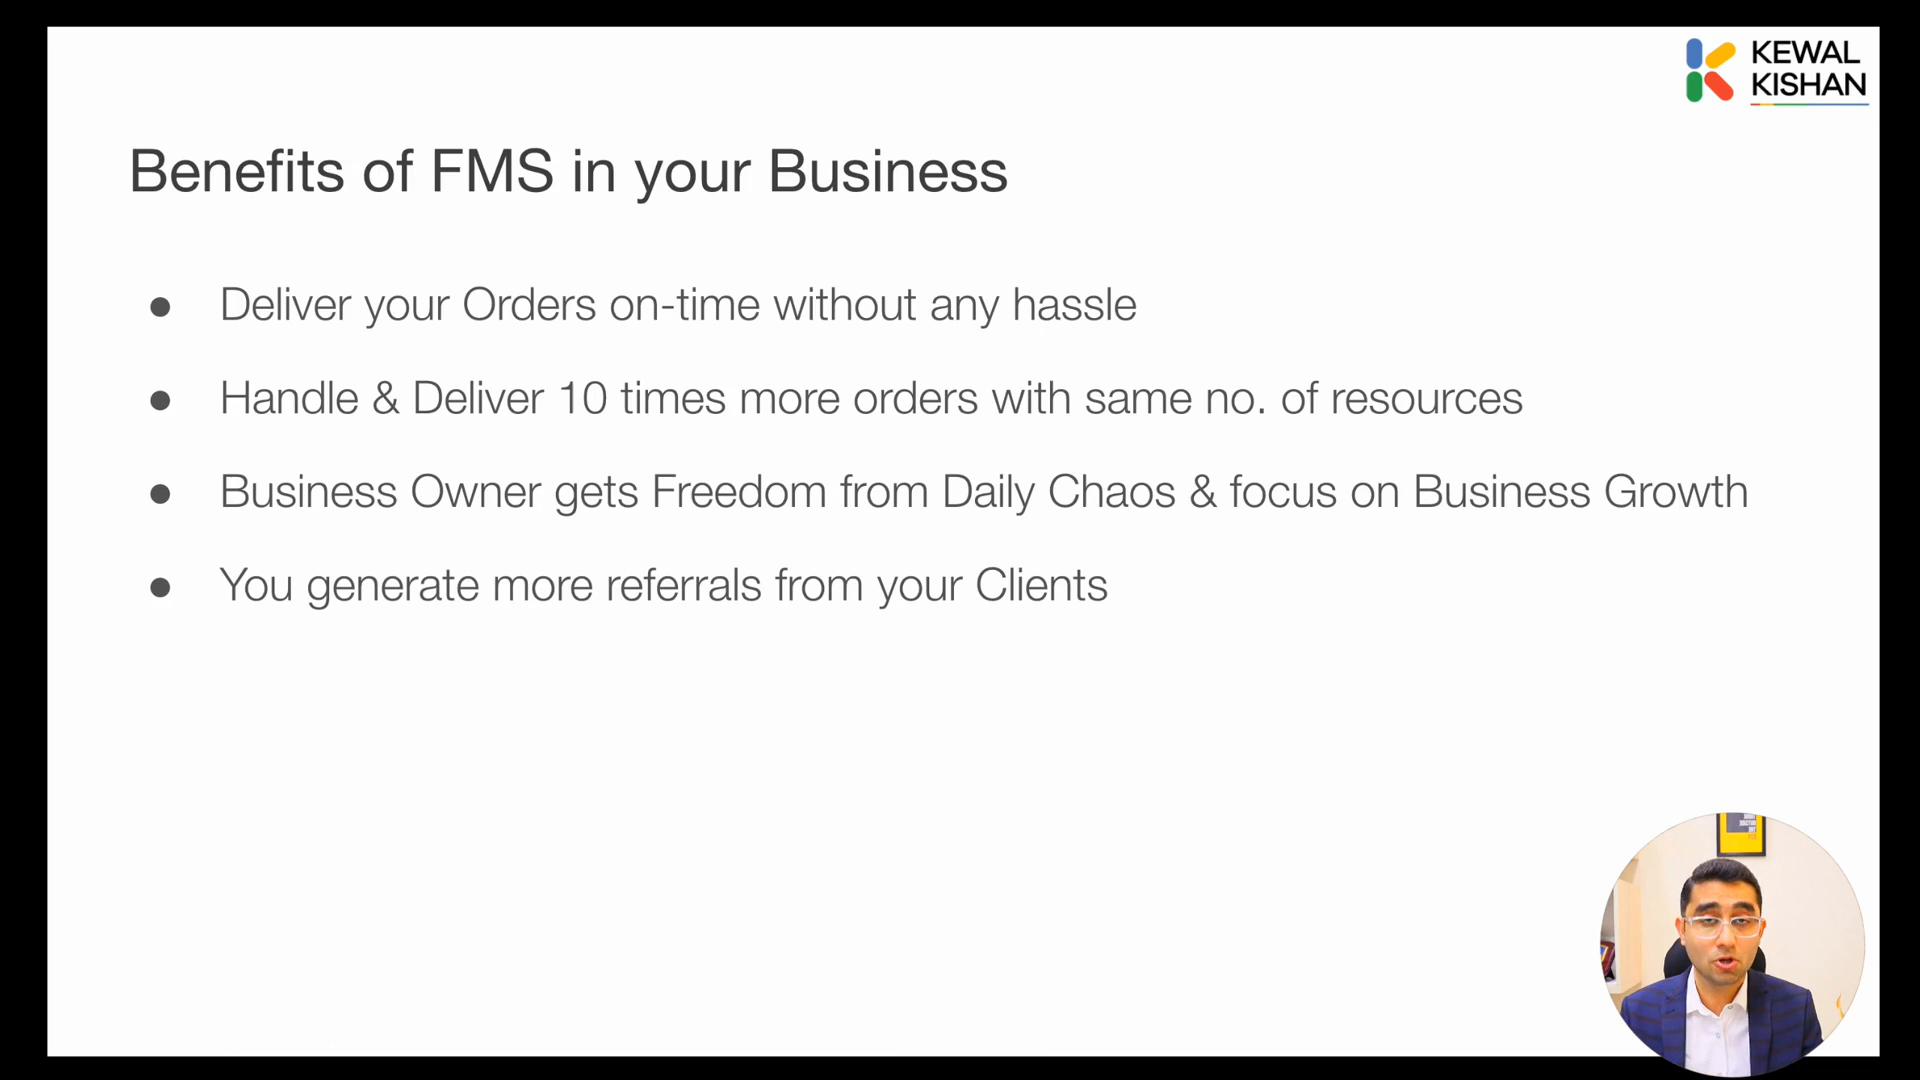 KEWAL
KISHAN
Benefits of FMS in your Business
● Deliver your Orders on-time without any hassle
● Handle & Deliver 10 times more orders with same no. of resources
● Business Owner gets Freedom from Daily Chaos & focus on Business Growth
● You generate more referrals from your Clients